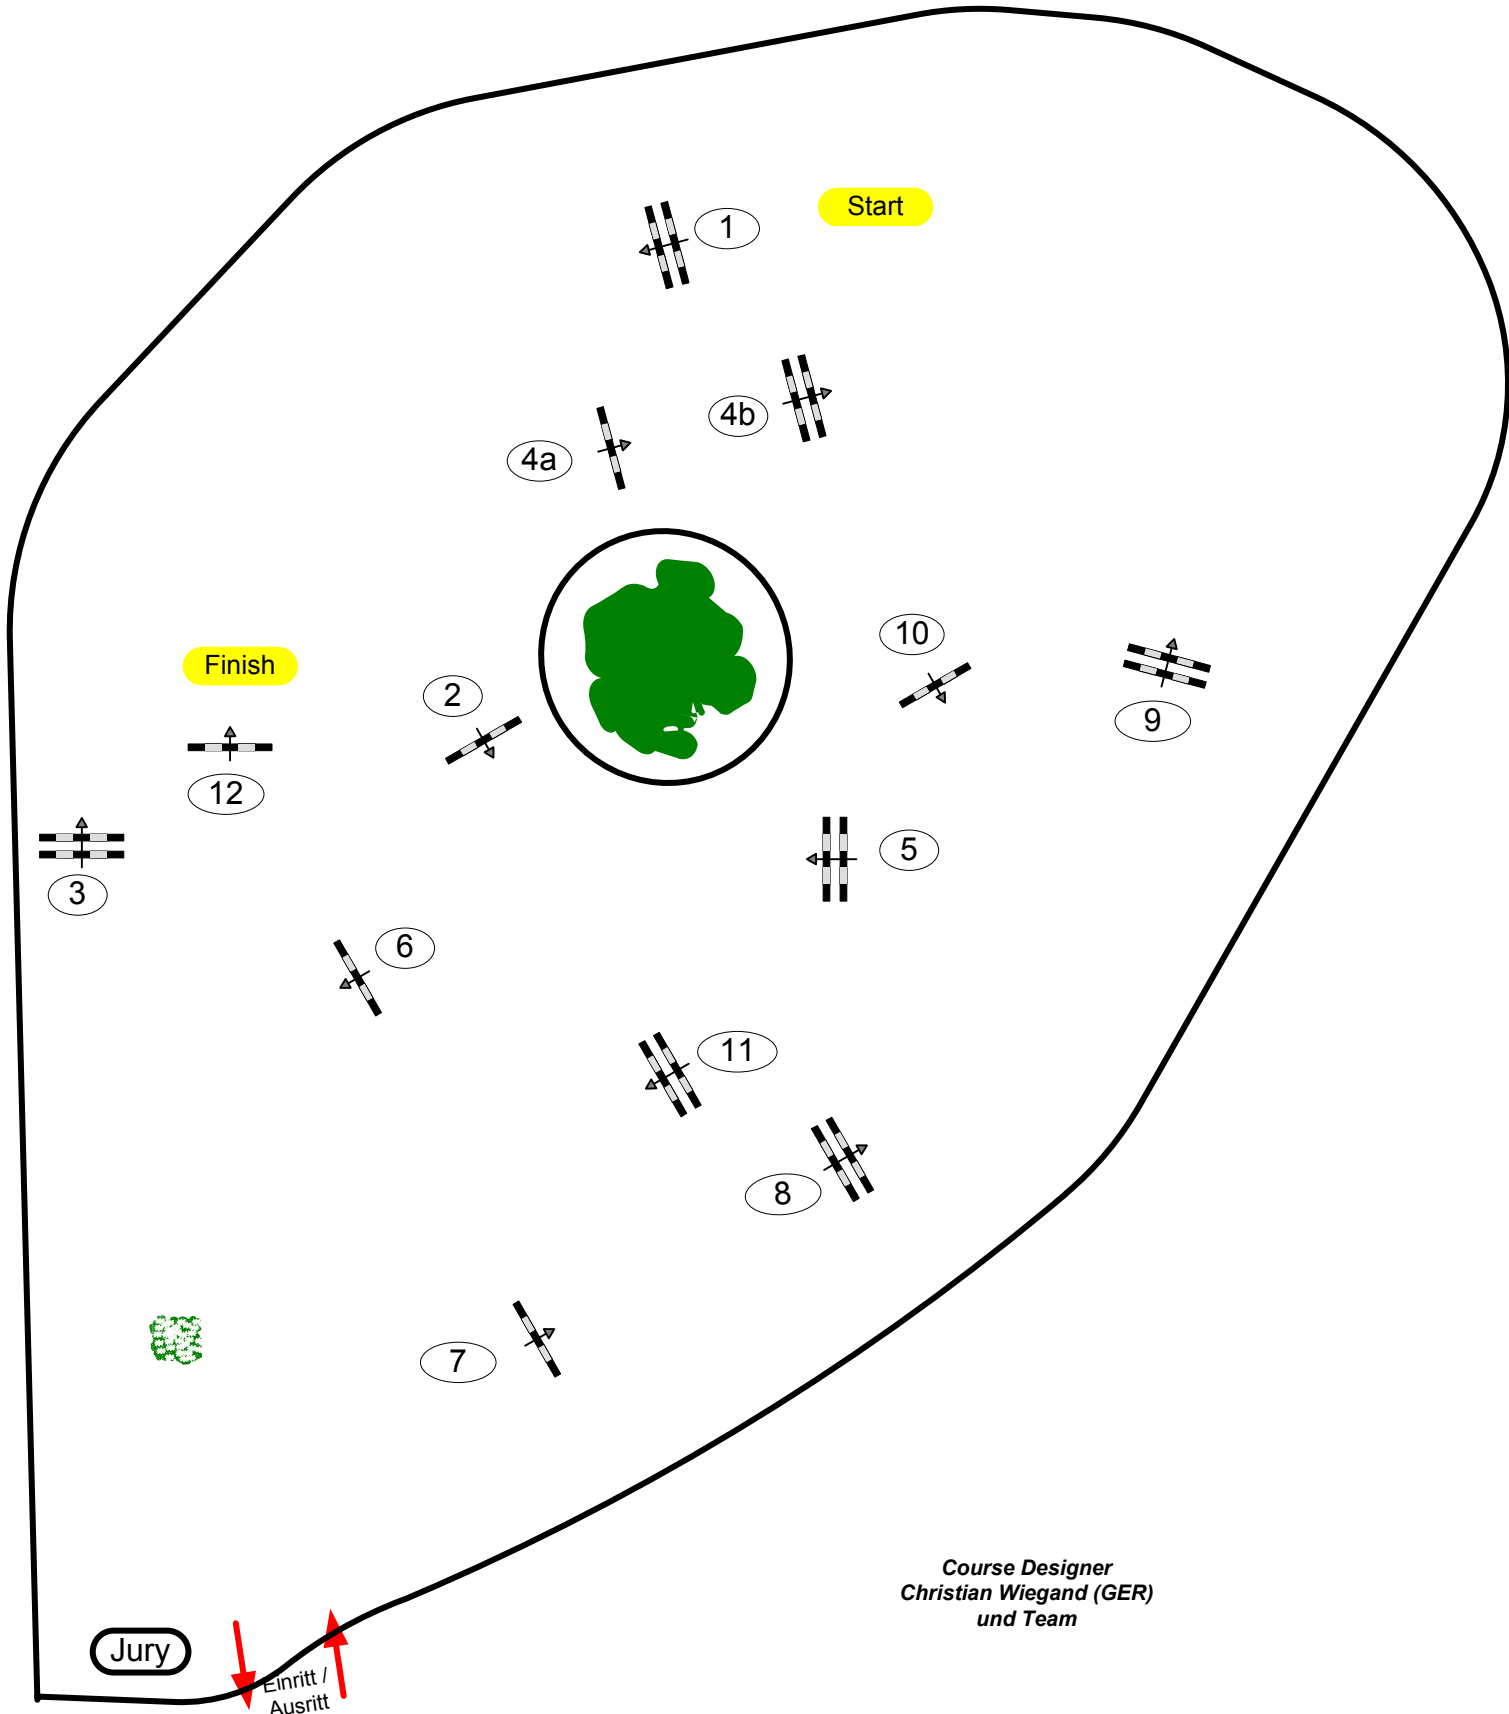 Start
1
4b
4a
10
Finish
2
9
12
5
3
6
11
8
7
Course Designer
Christian Wiegand (GER)
und Team
Jury
Einritt /
Ausritt